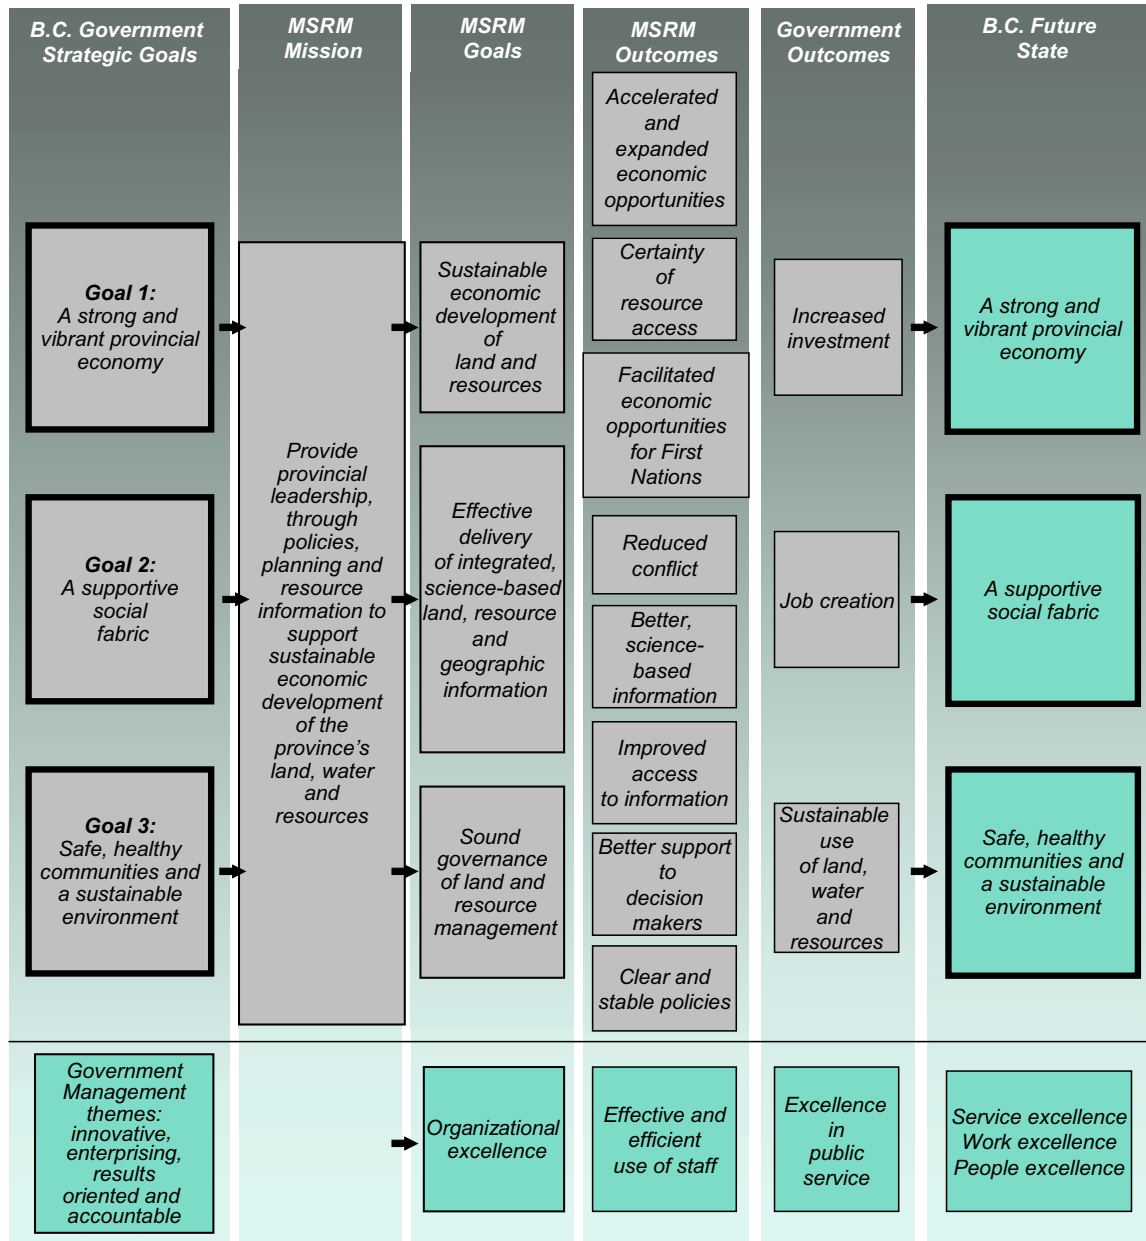 B.C. Government
Strategic Goals
MSRM
Mission
MSRM
Goals
MSRM
Outcomes
Government
Outcomes
B.C. Future
State
Goal 1:
A strong and
vibrant provincial
economy
Goal 2:
A supportive
social
fabric
Goal 3:
Safe, healthy
communities and
a sustainable
environment
Provide
provincial
leadership,
through
policies,
planning and
resource
information to
support
sustainable
economic
development
of the
province's
land, water
and
resources
Sustainable
economic
development
of
land and
resources
Effective
delivery
of integrated,
science-based
land, resource
and
geographic
information
Sound
governance
of land and
resource
management
Accelerated
and
expanded
economic
opportunities
Certainty
of
resource
access
Facilitated
economic
opportunities
for First
Nations
Reduced
conflict
Better,
science-
based
information
Improved
access
to information
Better support
to
decision
makers
Clear and
stable policies
Increased
investment
Job creation
Sustainable
use
of land,
water
and
resources
A strong and
vibrant provincial
economy
A supportive
social fabric
Safe, healthy
communities and
a sustainable
environment
Government
Management
themes:
innovative,
enterprising,
results
oriented and
accountable
Organizational
excellence
Effective and
efficient
use of staff
Excellence
in
public
service
Service excellence
Work excellence
People excellence